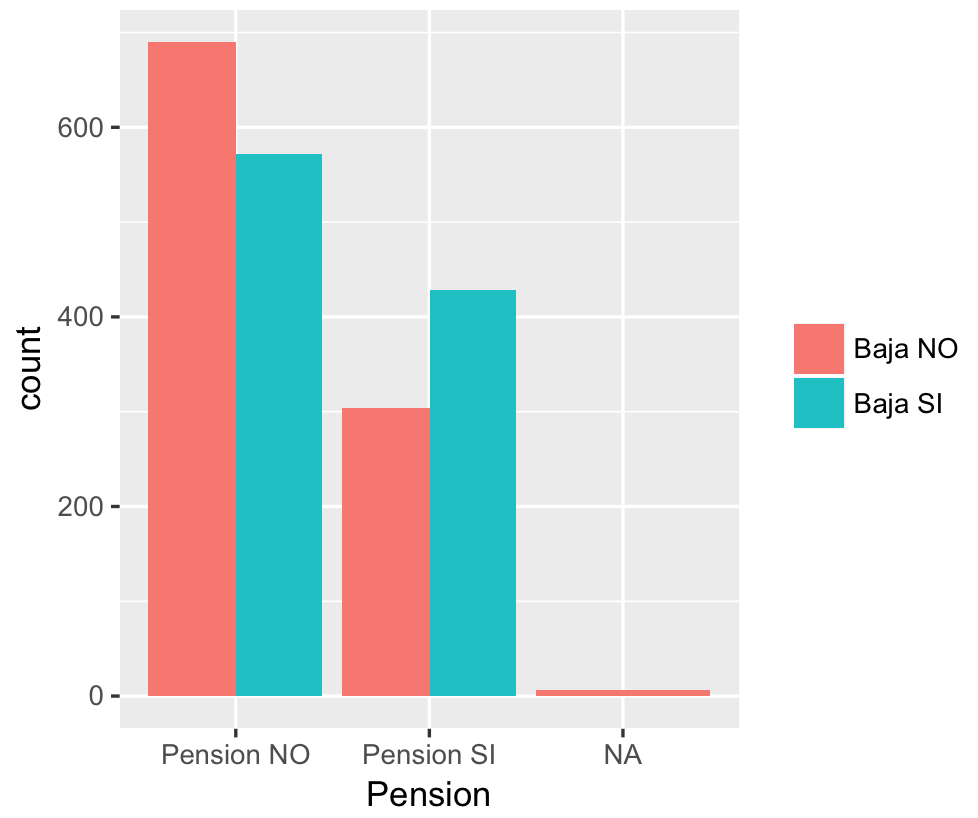 600
400
200
0
count
Pension NO
Pension SI
NA
Pension
Baja NO
Baja SI